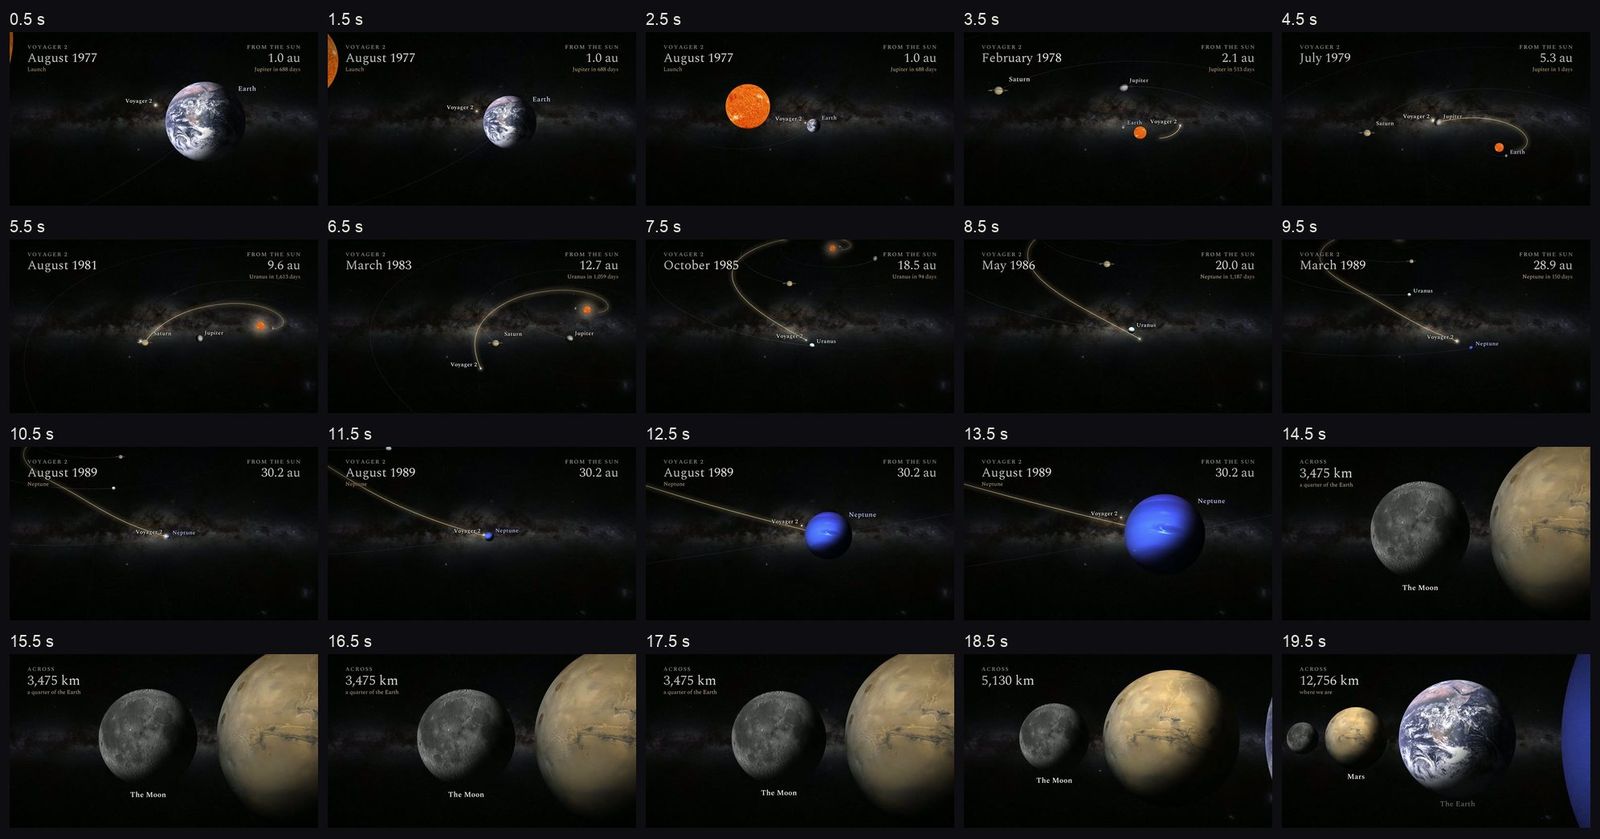 0.5 s
VOYAGER 2
August 1977
Launch
FROM THE SUN
1.0 au
Jupiter in 688 days
Voyager 2
Earth
1.5 s
VOYAGER 2
August 1977
Launch
FROM THE SUN
1.0 au
Jupiter in 688 days
Voyager 2
Earth
2.5 s
VOYAGER 2
August 1977
Launch
FROM THE SUN
1.0 au
Jupiter in 688 days
Voyager 2
Earth
3.5 s
VOYAGER 2
February 1978
FROM THE SUN
2.1 au
Jupiter in 513 days
Saturn
Jupiter
Earth
Voyager 2
4.5 s
VOYAGER 2
July 1979
FROM THE SUN
5.3 au
Jupiter in 1 days
Saturn
Voyager 2
Jupiter
Earth
5.5 s
VOYAGER 2
August 1981
FROM THE SUN
9.6 au
Uranus in 1,613 days
Saturn
Jupiter
6.5 s
VOYAGER 2
March 1983
FROM THE SUN
12.7 au
Uranus in 1,059 days
Saturn
Jupiter
Voyager 2
7.5 s
VOYAGER 2
October 1985
FROM THE SUN
18.5 au
Uranus in 94 days
Voyager 2
Uranus
8.5 s
VOYAGER 2
May 1986
FROM THE SUN
20.0 au
Neptune in 1,187 days
Uranus
9.5 s
VOYAGER 2
March 1989
FROM THE SUN
28.9 au
Neptune in 150 days
Uranus
Voyager 2
Neptune
10.5 s
VOYAGER 2
August 1989
Neptune
FROM THE SUN
30.2 au
Voyager 2
Neptune
11.5 s
VOYAGER 2
August 1989
Neptune
FROM THE SUN
30.2 au
Voyager 2
Neptune
12.5 s
VOYAGER 2
August 1989
Neptune
FROM THE SUN
30.2 au
Voyager 2
Neptune
13.5 s
VOYAGER 2
August 1989
Neptune
FROM THE SUN
30.2 au
Voyager 2
Neptune
14.5 s
ACROSS
3,475 km
a quarter of the Earth
The Moon
15.5 s
ACROSS
3,475 km
a quarter of the Earth
The Moon
16.5 s
ACROSS
3,475 km
a quarter of the Earth
The Moon
17.5 s
ACROSS
3,475 km
a quarter of the Earth
The Moon
18.5 s
ACROSS
5,130 km
The Moon
19.5 s
ACROSS
12,756 km
where we are
Mars
The Earth